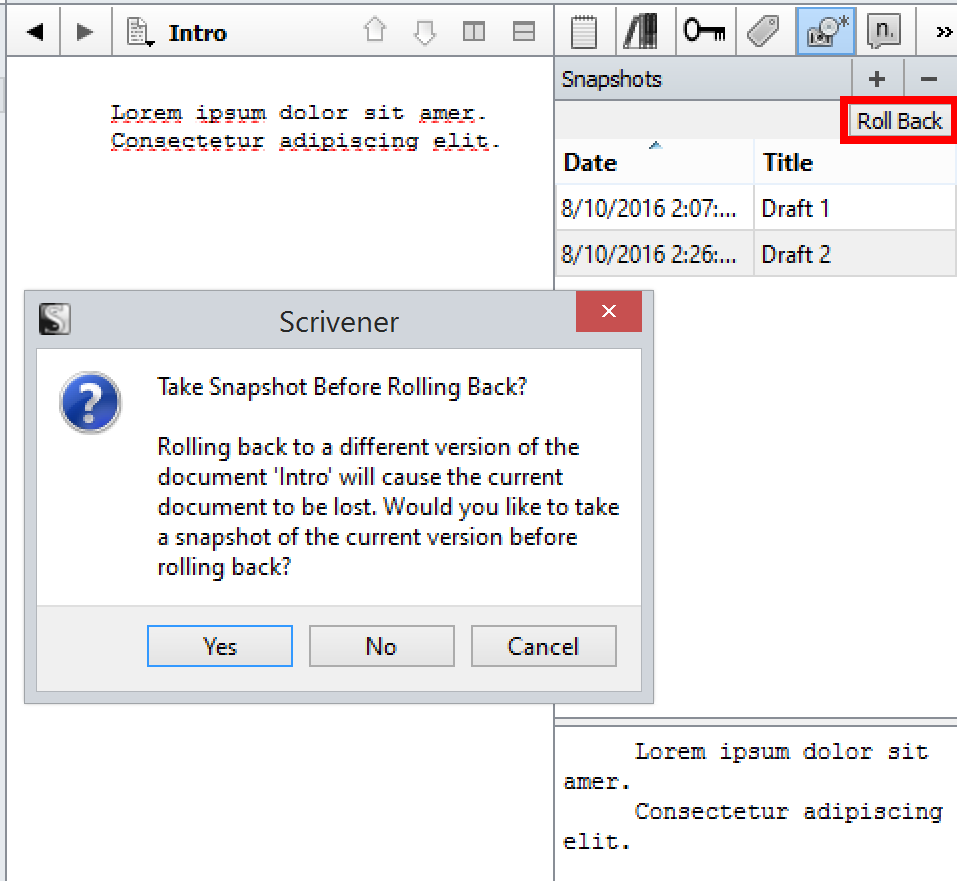 Intro
n.
»
Lorem ipsum dolor sit amer.
Consectetur adipiscing elit.
Snapshots
+ −
Roll Back
Date Title
8/10/2016 2:07:... Draft 1
8/10/2016 2:26:... Draft 2
Scrivener
Take Snapshot Before Rolling Back?
Rolling back to a different version of the
document 'Intro' will cause the current
document to be lost. Would you like to take
a snapshot of the current version before
rolling back?
Yes No Cancel
Lorem ipsum dolor sit
amer.
Consectetur adipiscing
elit.